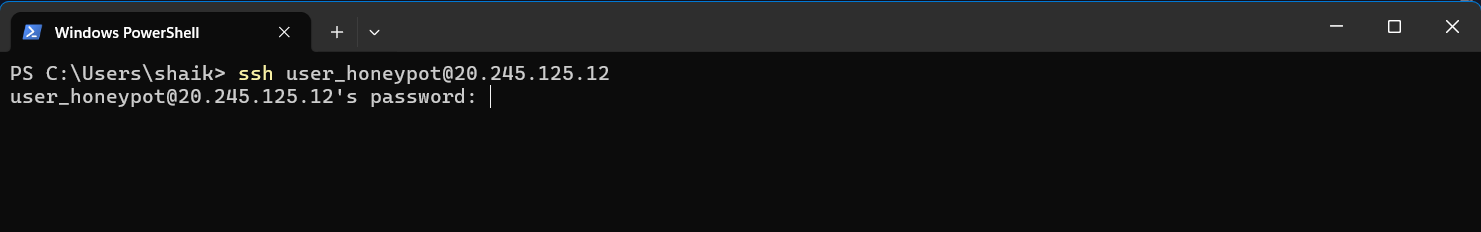 Windows PowerShell
PS C:\Users\shaik> ssh user_honeypot@20.245.125.12
user_honeypot@20.245.125.12's password: